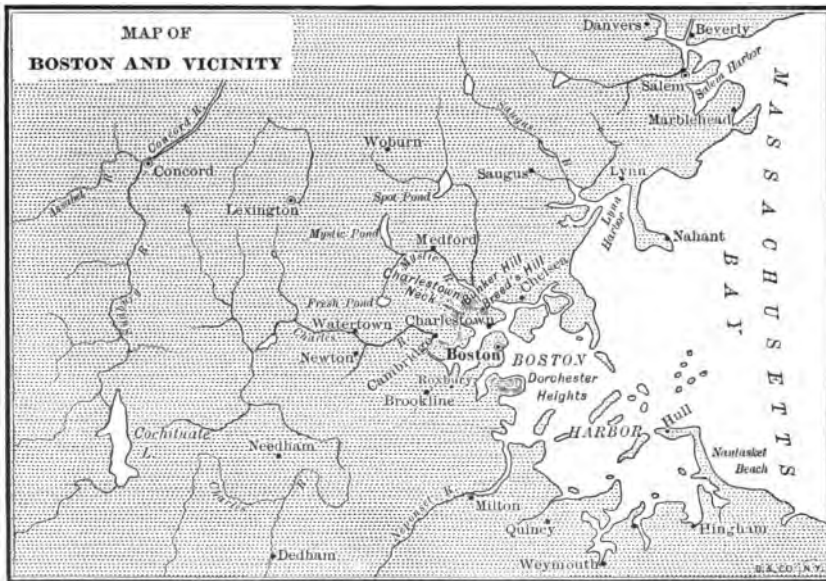 MAP OF
BOSTON AND VICINITY
Danvers
Beverly
Salem
Salem Harbor
Marblehead
MASSACHUSETTS
BAY
Concord R.
Concord
Assabet R.
Woburn
Saugus R.
Saugus
Lynn
Lexington
Spot Pond
Lynn
Harbor
Nahant
Mystic Pond
Medford
Mystic R.
Bunker Hill
Breed's Hill
Charlestown
Neck
Chelsea
Sudbury R.
Fresh Pond
Watertown
Charlestown
Charles R.
Newton
Cambridge
Boston
BOSTON
Roxbury
Dorchester
Heights
Brookline
HARBOR
Hull
Cochituate
L.
Needham
Nantasket
Beach
Charles R.
Neponset R.
Milton
Quincy
Hingham
Dedham
Weymouth
B.& CO., N.Y.